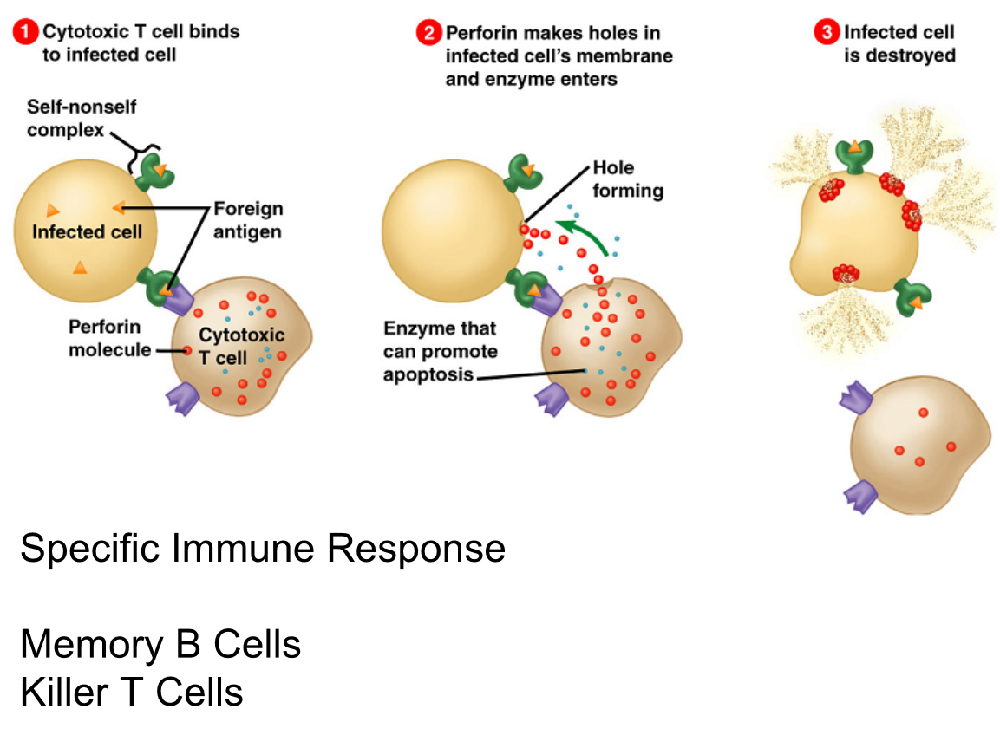 1 Cytotoxic T cell binds
to infected cell
2 Perforin makes holes in
infected cell's membrane
and enzyme enters
3 Infected cell
is destroyed
Self-nonself
complex
Foreign
antigen
Infected cell
Perforin
molecule
Cytotoxic
T cell
Hole
forming
Enzyme that
can promote
apoptosis
Specific Immune Response
Memory B Cells
Killer T Cells